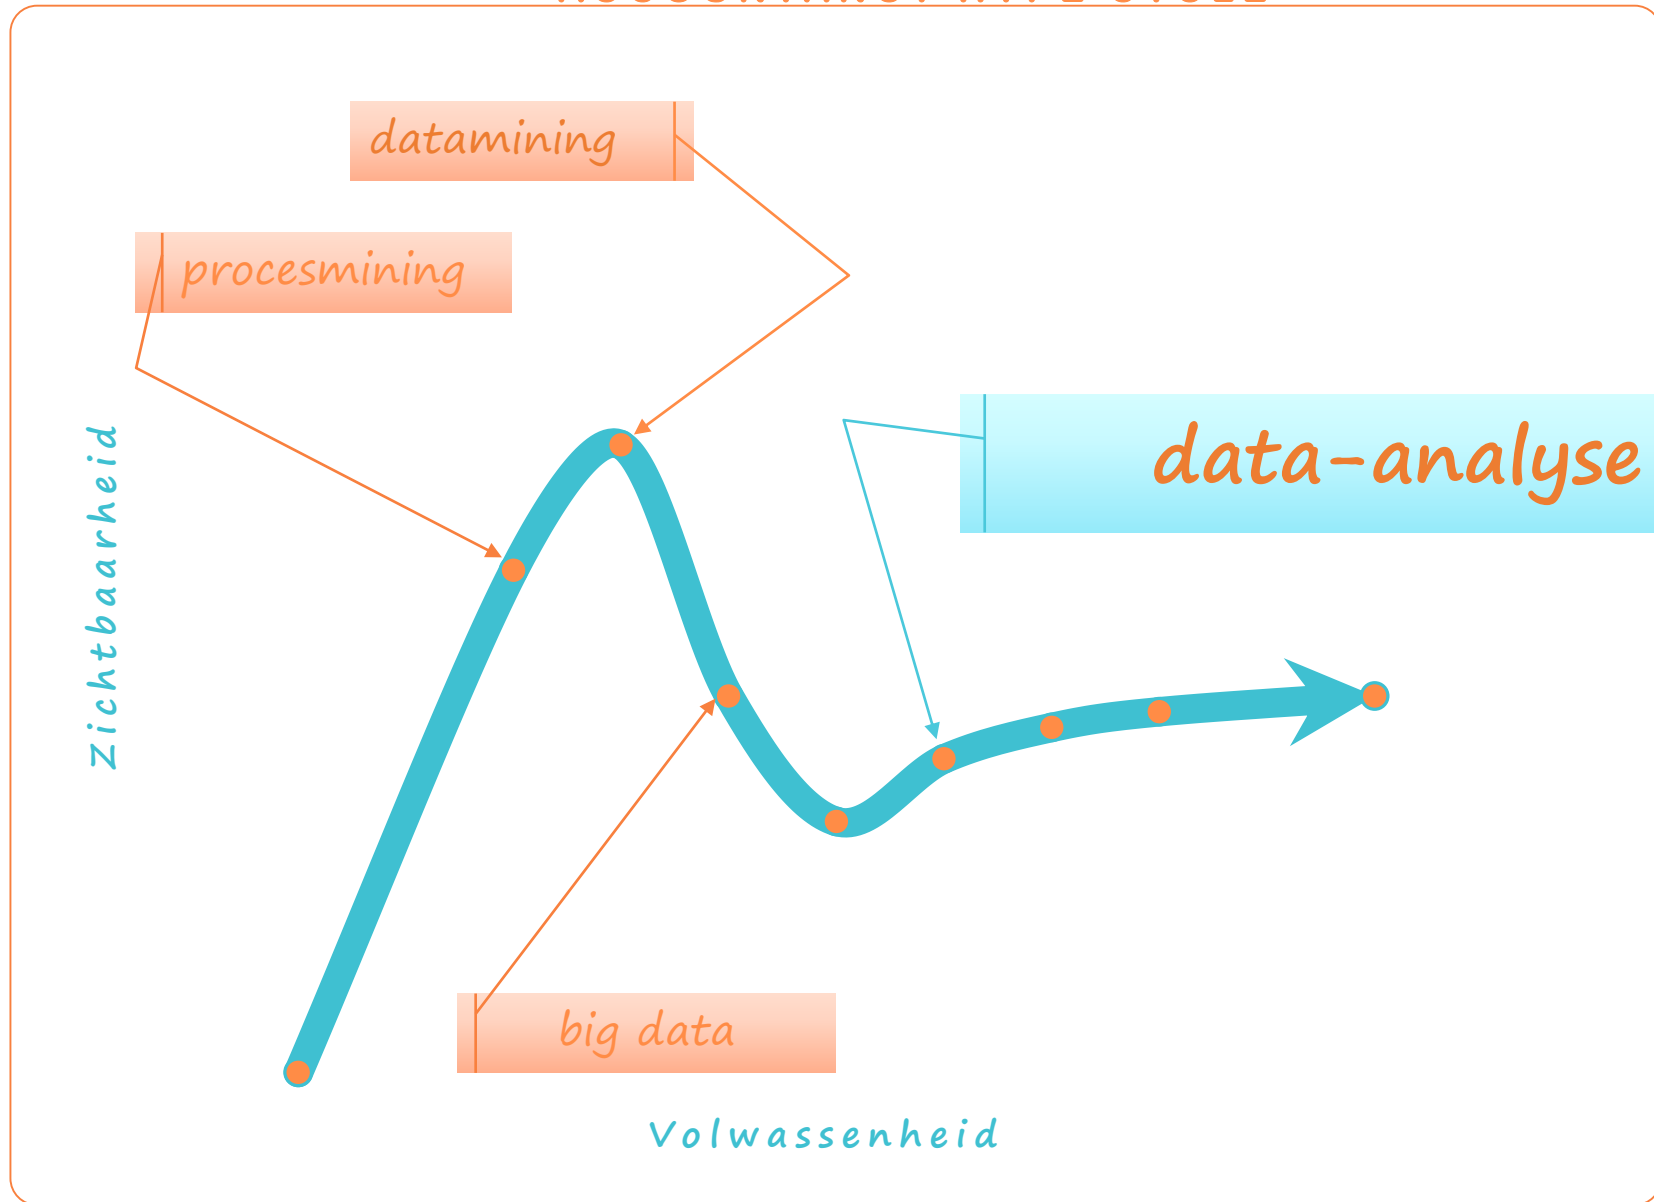 datamining
procesmining
data-analyse
Zichtbaarheid
big data
Volwassenheid